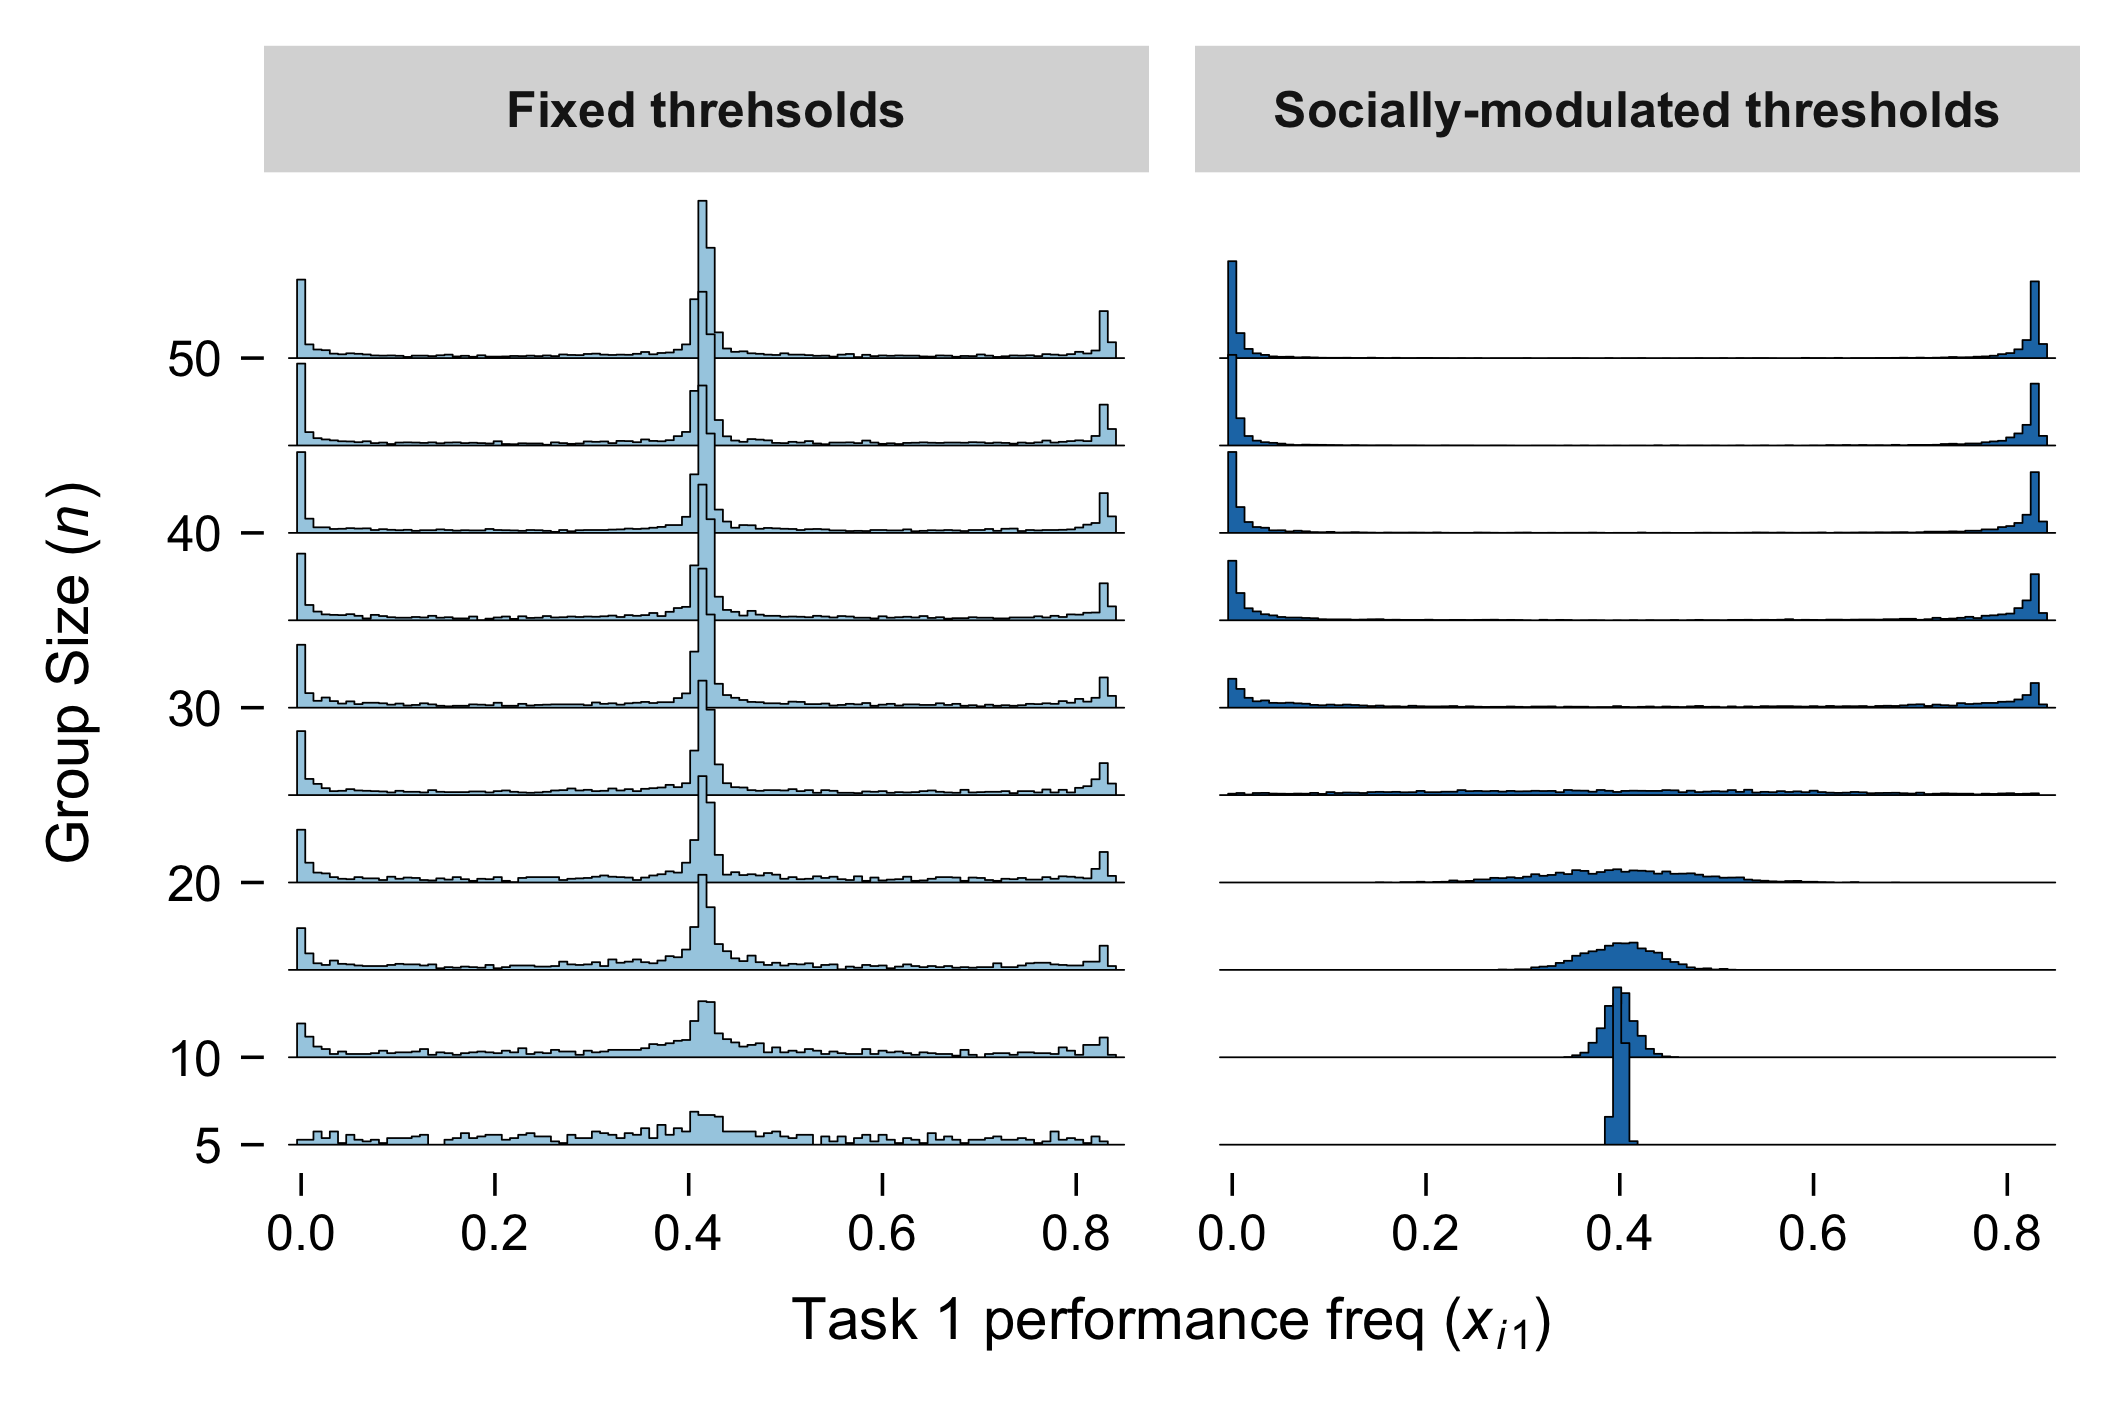 Fixed threhsolds
Socially-modulated thresholds
Group Size (n)
50
40
30
20
10
5
0.0 0.2 0.4 0.6 0.8
0.0 0.2 0.4 0.6 0.8
Task 1 performance freq (xi1)